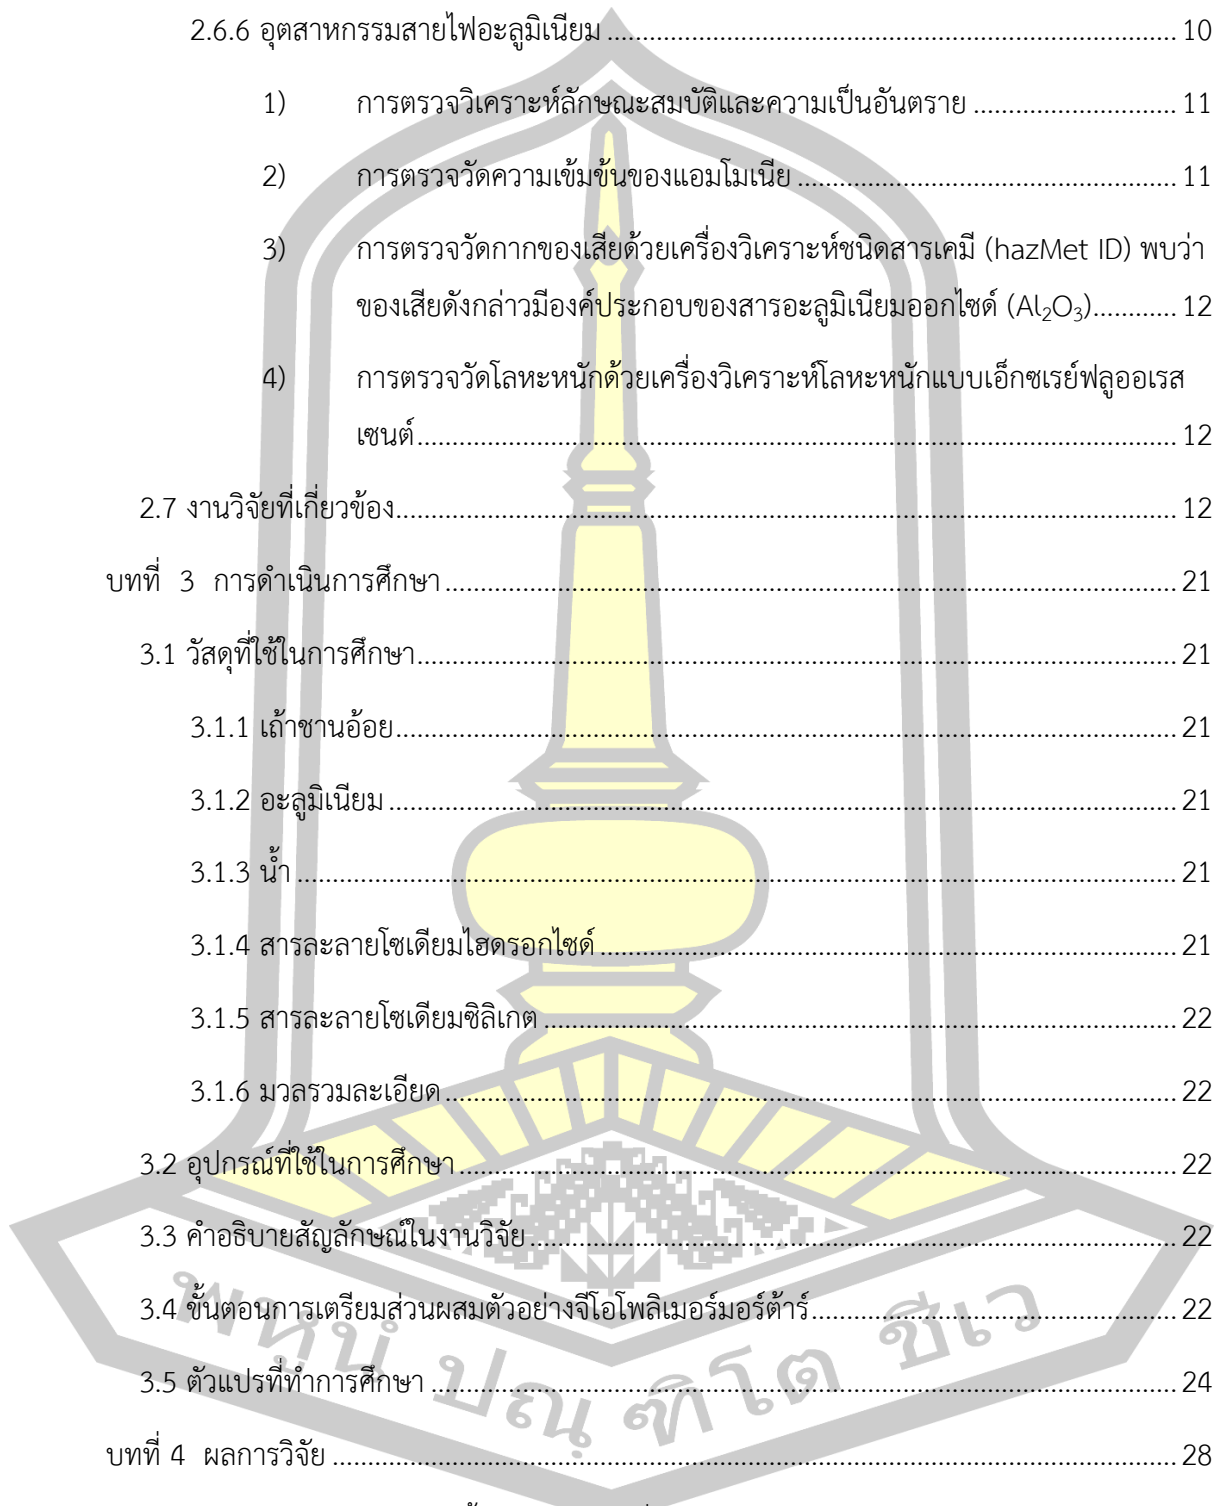 2.6.6 อุตสาหกรรมสายไฟอะลูมิเนียม ........................................................................ 10
1) การตรวจวิเคราะห์ลักษณะสมบัติและความเป็นอันตราย .......................... 11
2) การตรวจวัดความเข้มข้นของแอมโมเนีย ................................................ 11
3) การตรวจวัดกากของเสียด้วยเครื่องวิเคราะห์ชนิดสารเคมี (hazMet ID) พบว่า
ของเสียดังกล่าวมีองค์ประกอบของสารอะลูมิเนียมออกไซด์ (Al₂O₃)............ 12
4) การตรวจวัดโลหะหนักด้วยเครื่องวิเคราะห์โลหะหนักแบบเอ็กซเรย์ฟลูออเรส
เซนต์................................................................................................ 12
2.7 งานวิจัยที่เกี่ยวข้อง.................................................................................................. 12
บทที่ 3 การดำเนินการศึกษา ............................................................................................ 21
3.1 วัสดุที่ใช้ในการศึกษา................................................................................................ 21
3.1.1 เถ้าชานอ้อย.................................................................................................. 21
3.1.2 อะลูมิเนียม ................................................................................................... 21
3.1.3 น้ำ ............................................................................................................... 21
3.1.4 สารละลายโซเดียมไฮดรอกไซด์ ......................................................................... 21
3.1.5 สารละลายโซเดียมซิลิเกต ................................................................................ 22
3.1.6 มวลรวมละเอียด............................................................................................ 22
3.2 อุปกรณ์ที่ใช้ในการศึกษา ........................................................................................... 22
3.3 คำอธิบายสัญลักษณ์ในงานวิจัย .................................................................................. 22
3.4 ขั้นตอนการเตรียมส่วนผสมตัวอย่างจีโอโพลิเมอร์มอร์ต้าร์.............................................. 22
3.5 ตัวแปรที่ทำการศึกษา ............................................................................................... 24
บทที่ 4 ผลการวิจัย .......................................................................................................... 28
พหูนํ ปณฺฑิโต ชีเว